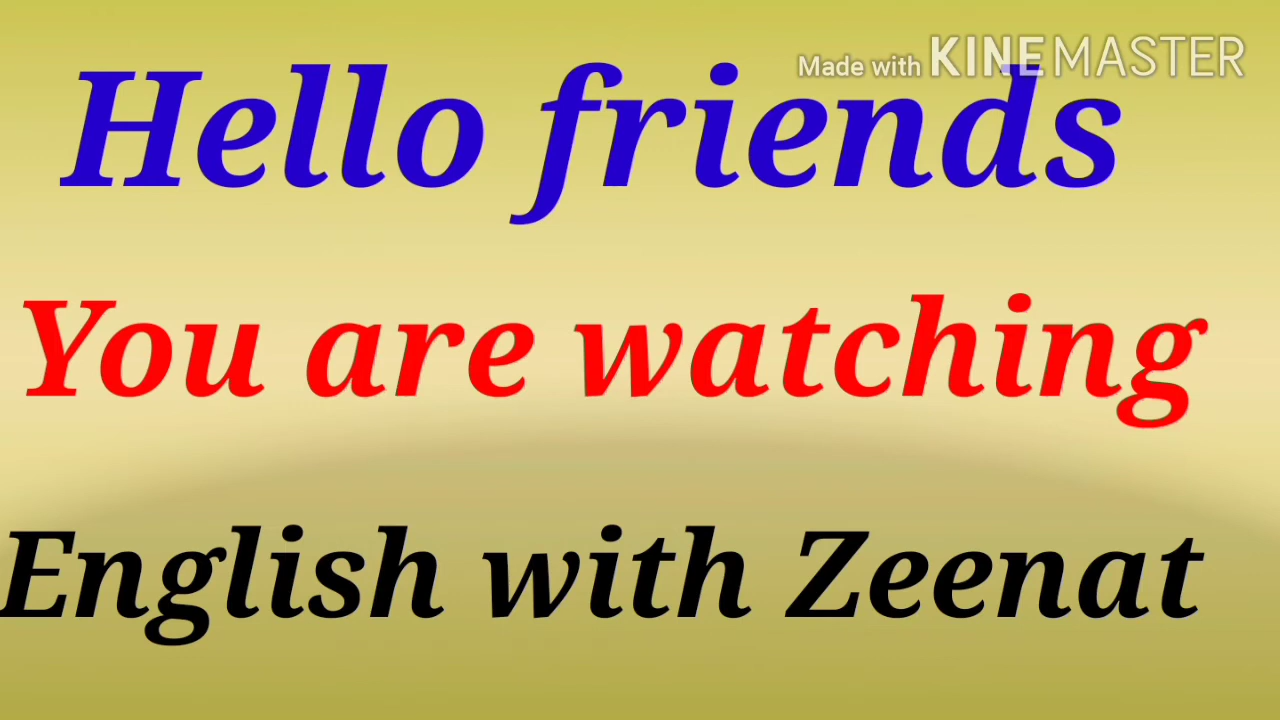 Made with KINEMASTER
Hello friends
You are watching
English with Zeenat